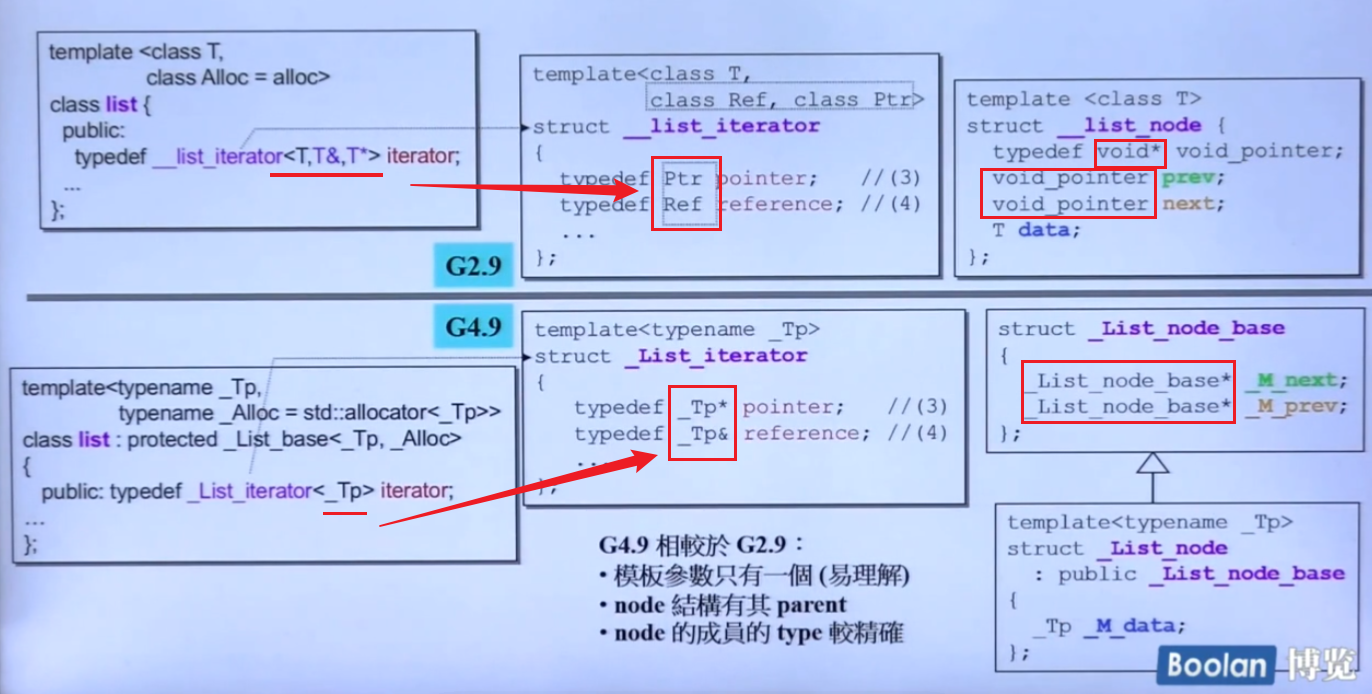 template <class T,
class Alloc = alloc>
class list {
public:
typedef __list_iterator<T,T&,T*> iterator;
...
};
template<class T,
class Ref, class Ptr>
struct __list_iterator
{
typedef Ptr pointer; //(3)
typedef Ref reference; //(4)
...
};
template <class T>
struct __list_node {
typedef void* void_pointer;
void_pointer prev;
void_pointer next;
T data;
};
G2.9
G4.9
template<typename _Tp,
typename _Alloc = std::allocator<_Tp>>
class list : protected _List_base<_Tp, _Alloc>
{
public: typedef _List_iterator<_Tp> iterator;
...
};
template<typename _Tp>
struct _List_iterator
{
typedef _Tp* pointer; //(3)
typedef _Tp& reference; //(4)
...
};
struct _List_node_base
{
_List_node_base* _M_next;
_List_node_base* _M_prev;
};
template<typename _Tp>
struct _List_node
: public _List_node_base
{
_Tp _M_data;
};
G4.9 相較於 G2.9：
• 模板參數只有一個 (易理解)
• node 結構有其 parent
• node 的成員的 type 較精確
Boolan 博览